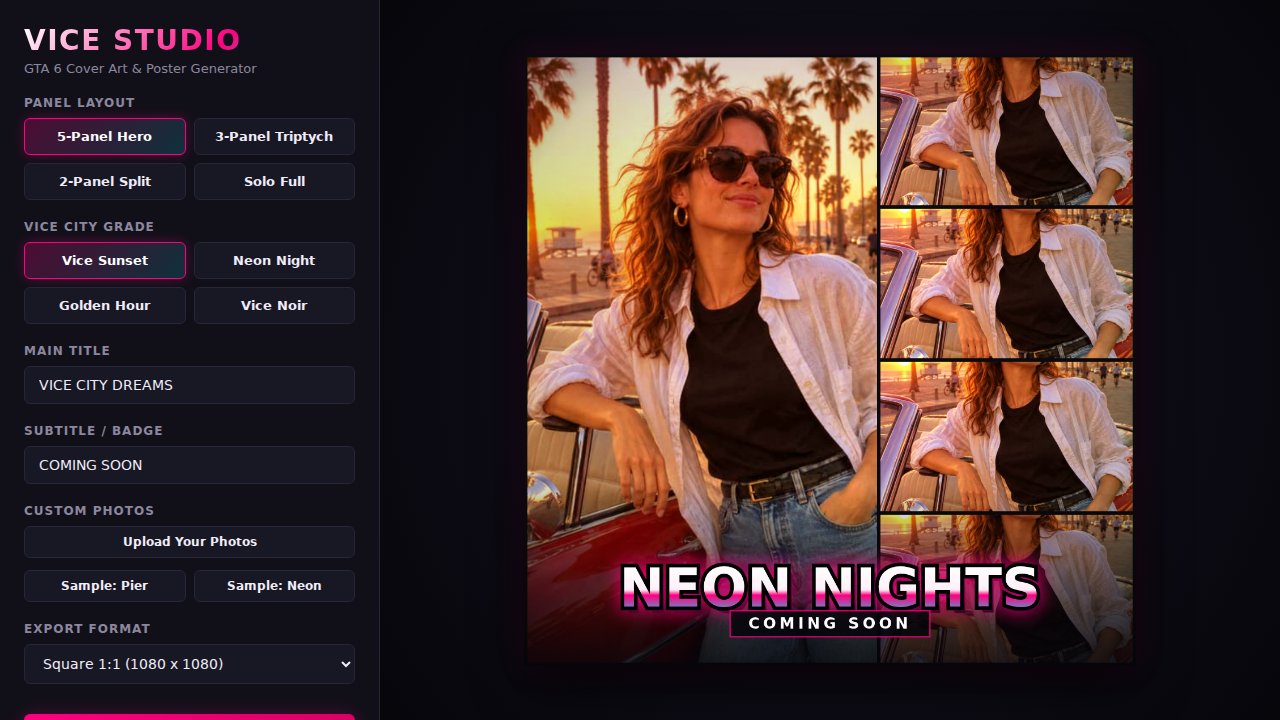 VICE STUDIO
GTA 6 Cover Art & Poster Generator
PANEL LAYOUT
5-Panel Hero
3-Panel Triptych
2-Panel Split
Solo Full
VICE CITY GRADE
Vice Sunset
Neon Night
Golden Hour
Vice Noir
MAIN TITLE
VICE CITY DREAMS
SUBTITLE / BADGE
COMING SOON
CUSTOM PHOTOS
Upload Your Photos
Sample: Pier
Sample: Neon
EXPORT FORMAT
Square 1:1 (1080 x 1080)
NEON NIGHTS
COMING SOON